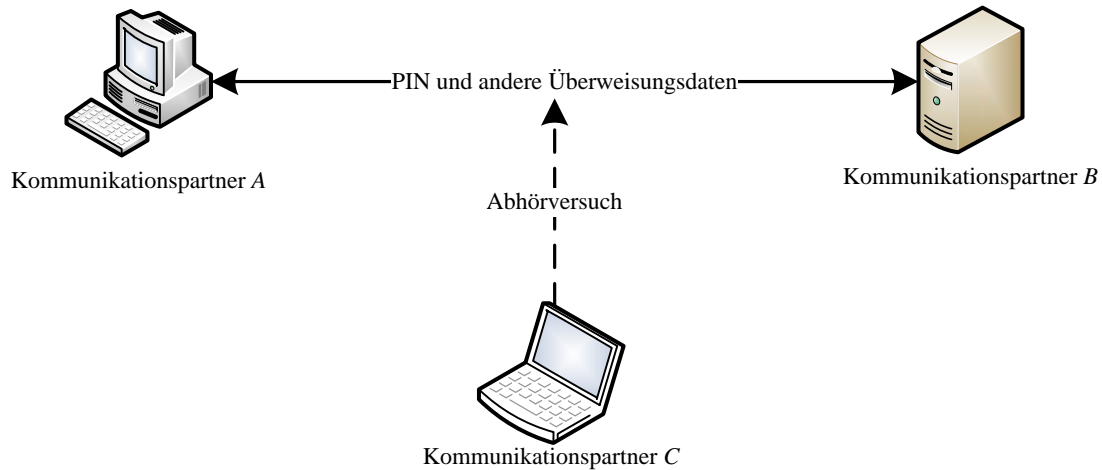 PIN und andere Überweisungsdaten
Kommunikationspartner A
Kommunikationspartner B
Abhörversuch
Kommunikationspartner C